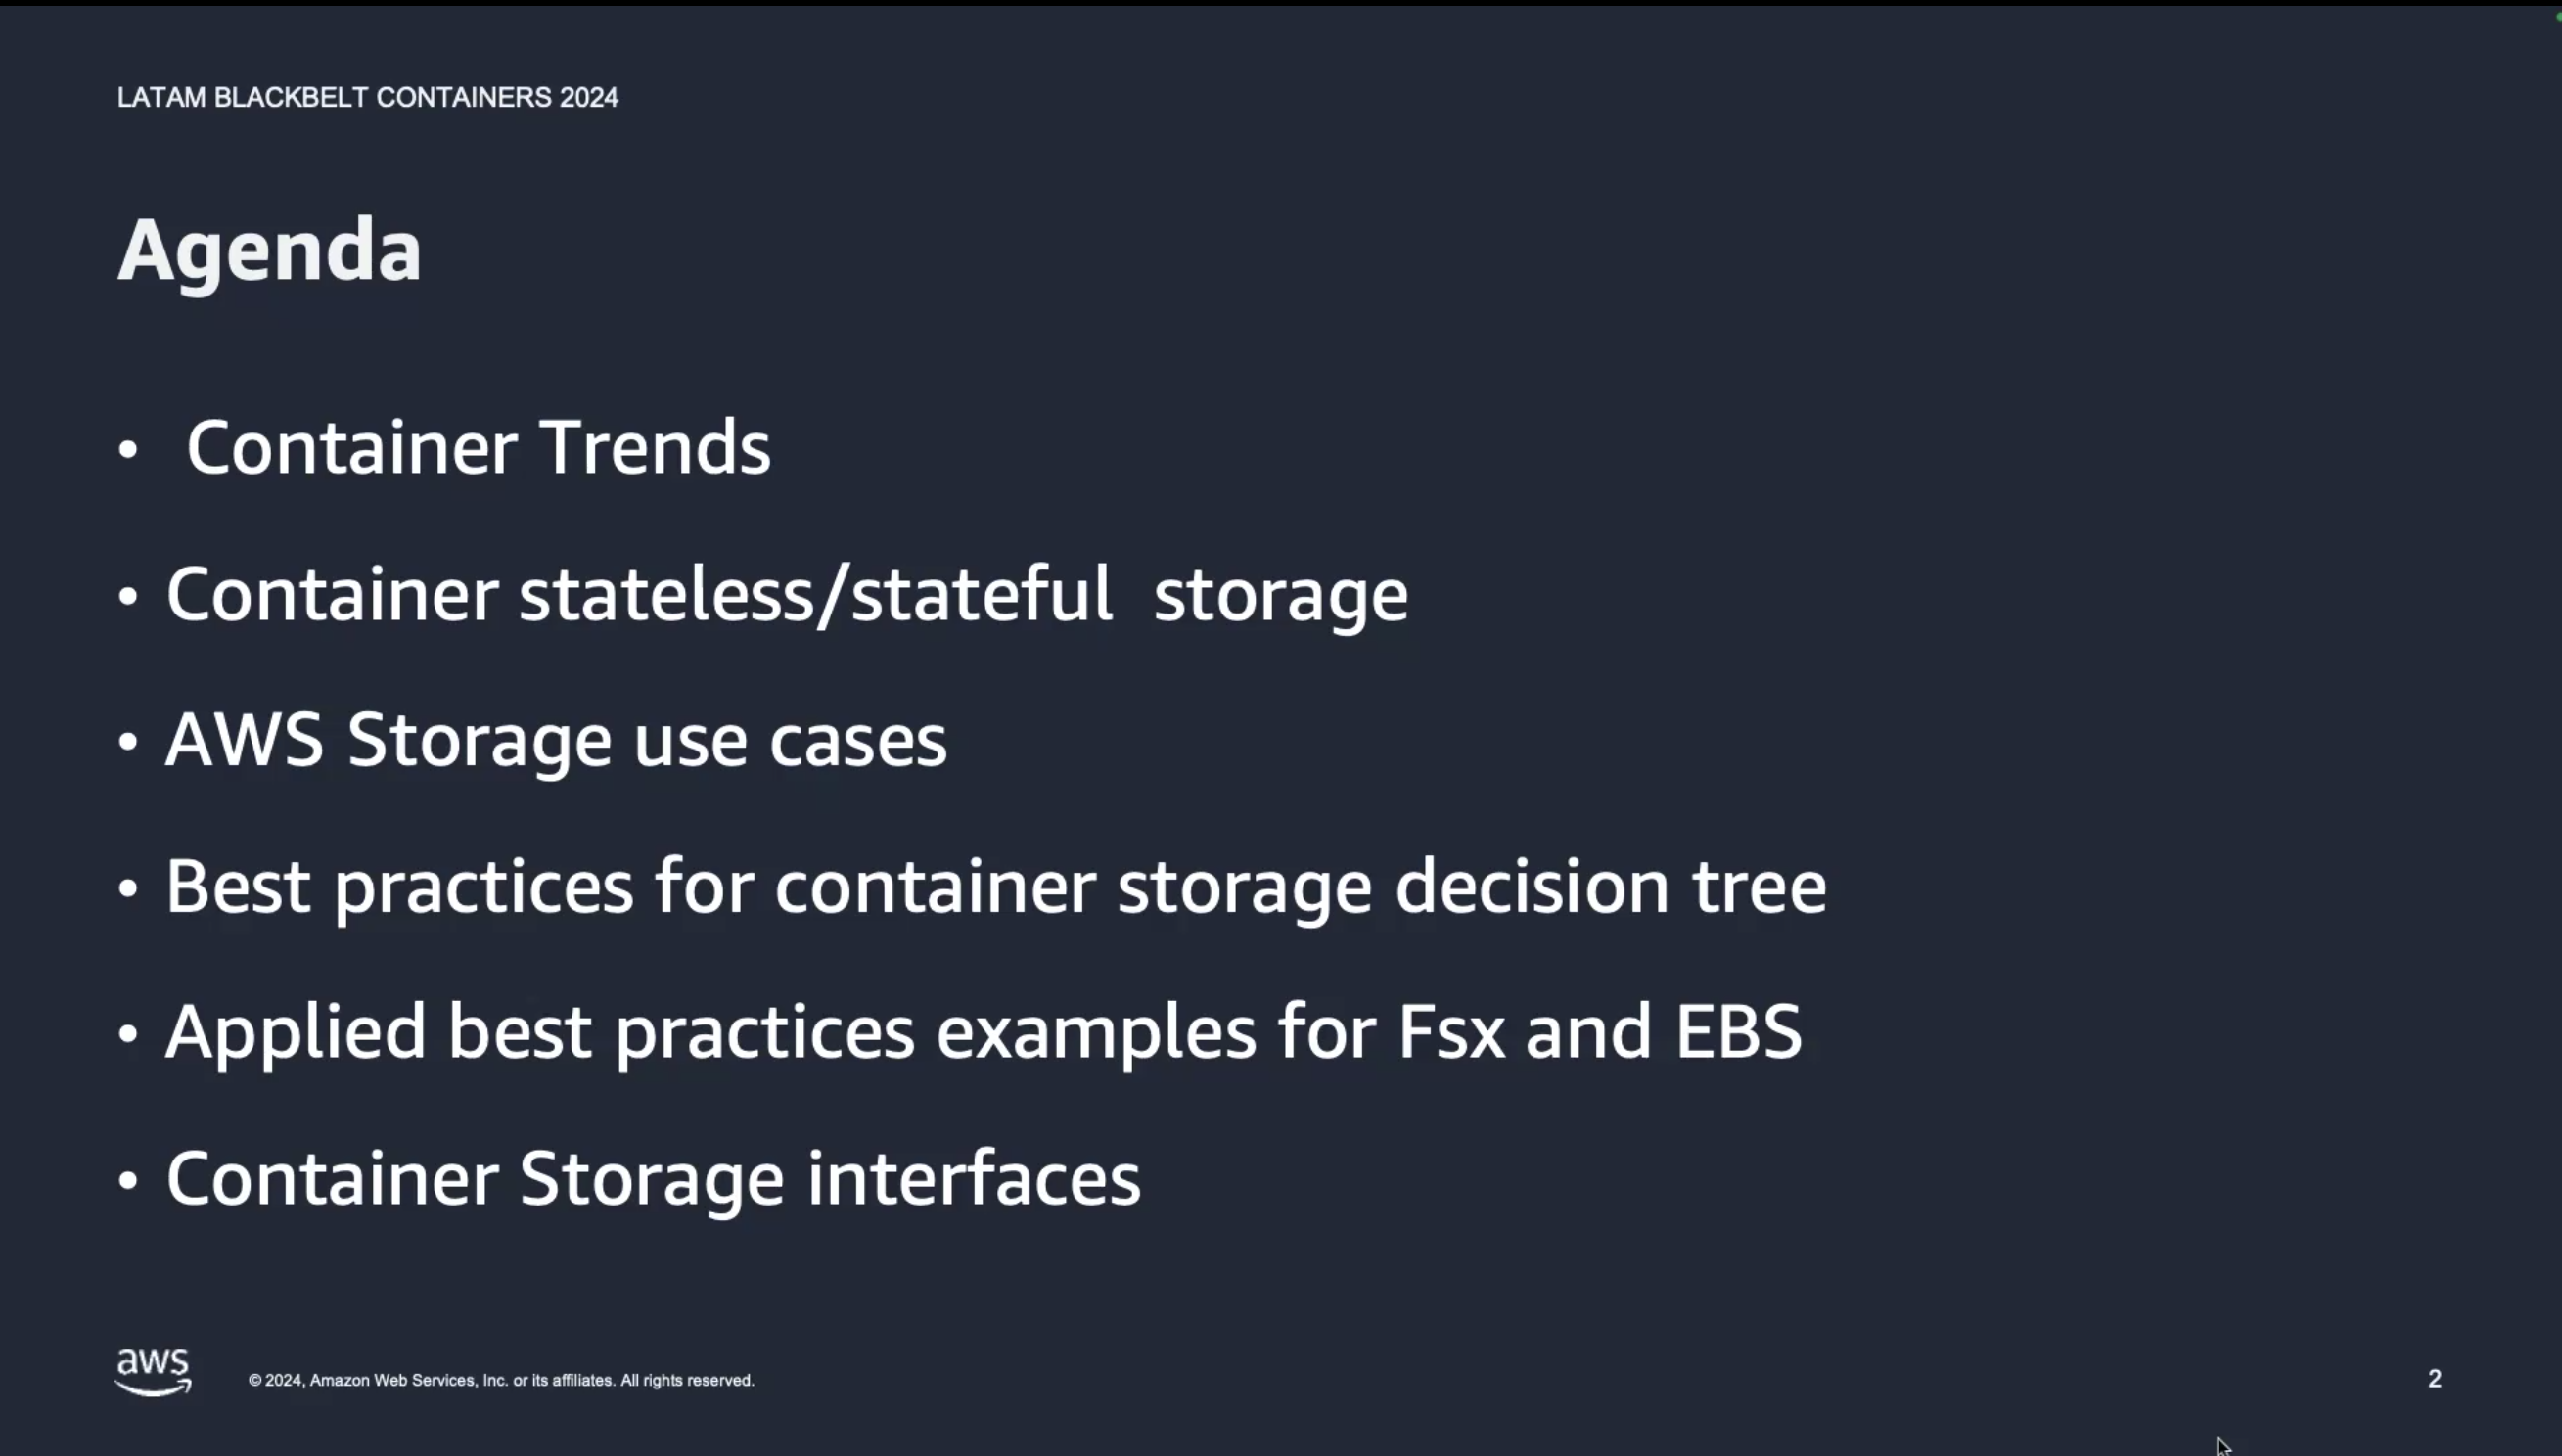 LATAM BLACKBELT CONTAINERS 2024
Agenda
• Container Trends
• Container stateless/stateful  storage
• AWS Storage use cases
• Best practices for container storage decision tree
• Applied best practices examples for Fsx and EBS
• Container Storage interfaces
aws
© 2024, Amazon Web Services, Inc. or its affiliates. All rights reserved.
2